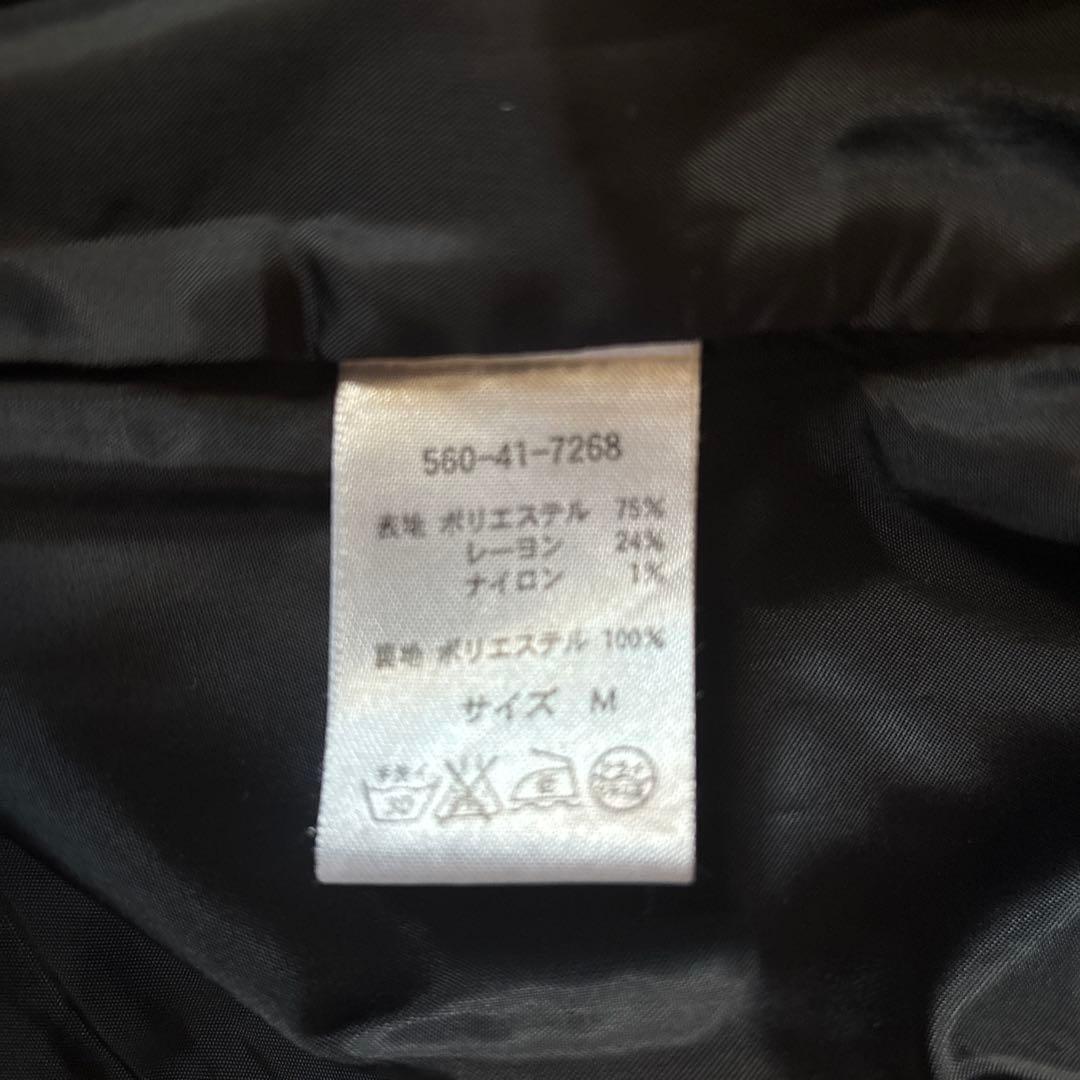 560-41-7268
表地 ポリエステル 75%
レーヨン 24%
ナイロン 1%
裏地 ポリエステル 100%
サイズ M
30